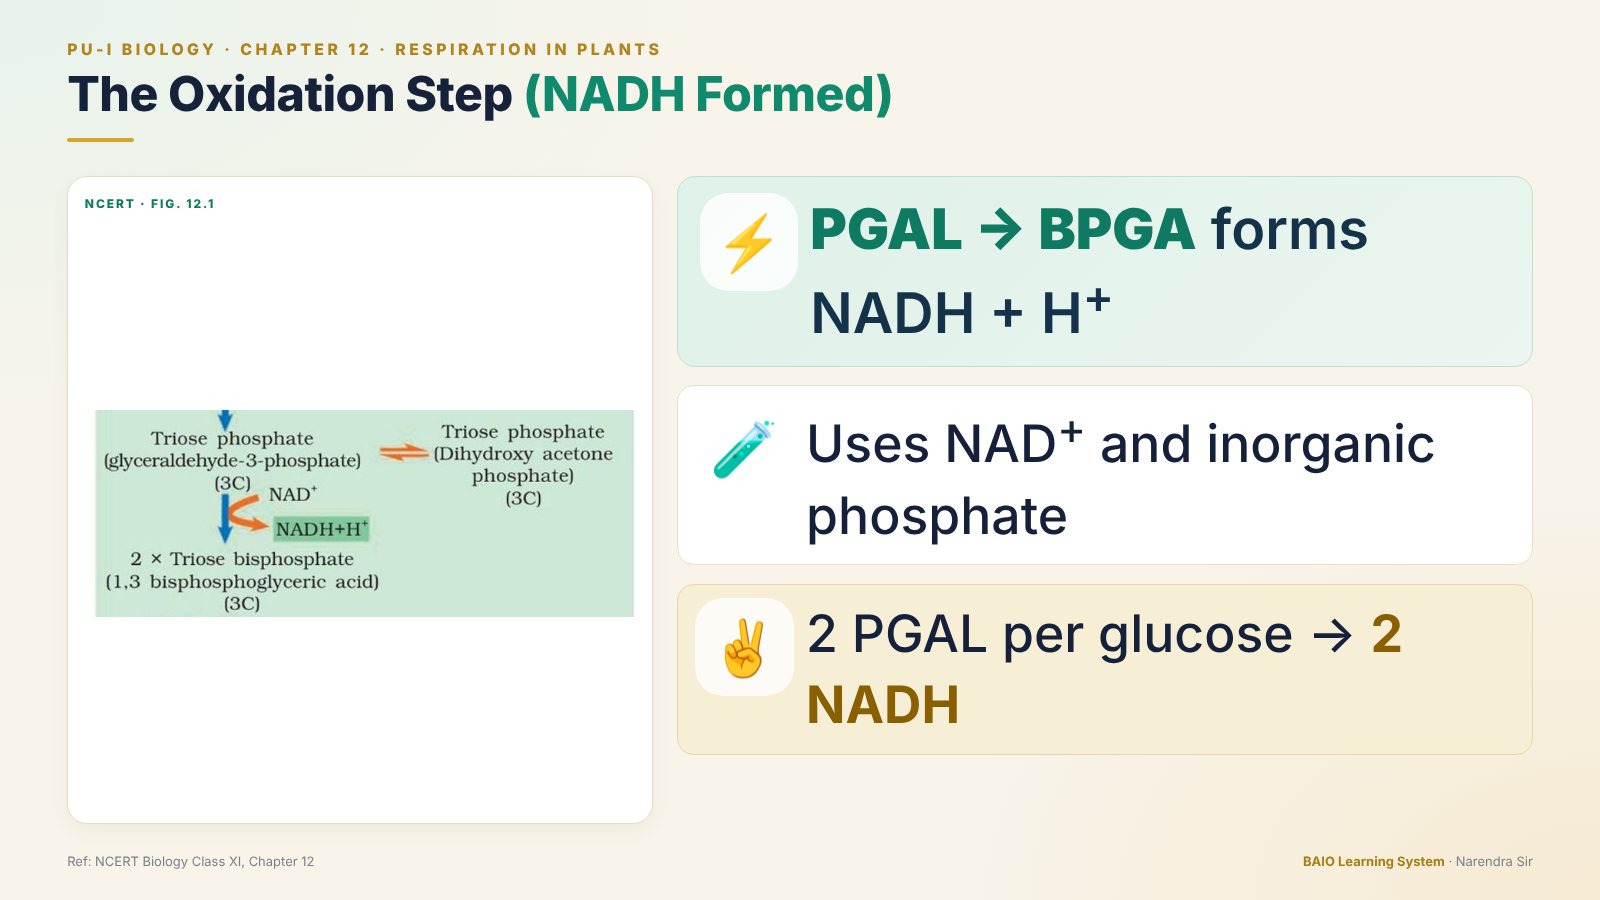 PU-I BIOLOGY · CHAPTER 12 · RESPIRATION IN PLANTS
The Oxidation Step (NADH Formed)
NCERT · FIG. 12.1
Triose phosphate
(glyceraldehyde-3-phosphate)
(3C)
Triose phosphate
(Dihydroxy acetone
phosphate)
(3C)
NAD⁺
NADH+H⁺
2 × Triose bisphosphate
(1,3 bisphosphoglyceric acid)
(3C)
PGAL → BPGA forms
NADH + H⁺
Uses NAD⁺ and inorganic
phosphate
2 PGAL per glucose → 2
NADH
Ref: NCERT Biology Class XI, Chapter 12
BAIO Learning System · Narendra Sir